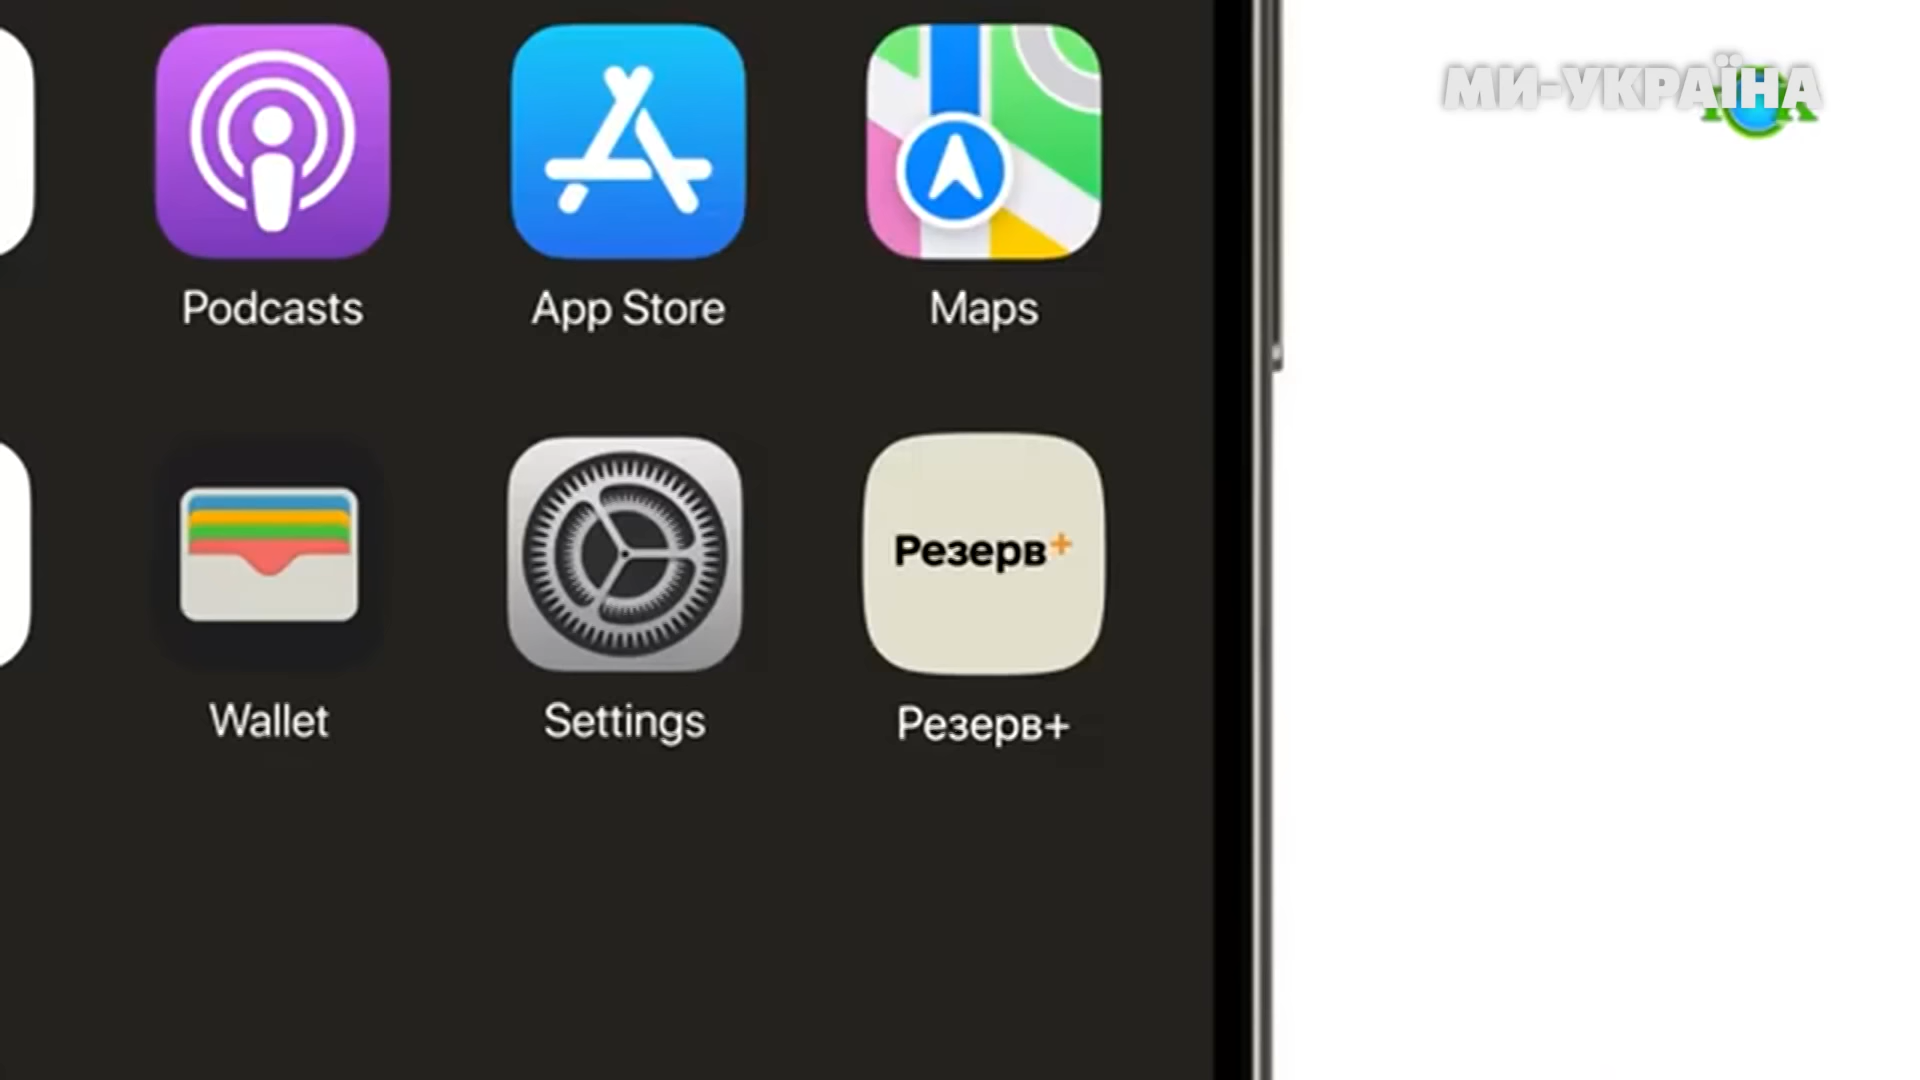 МИ-УКРАЇНА
Podcasts
App Store
Maps
Резерв+
Wallet
Settings
Резерв+